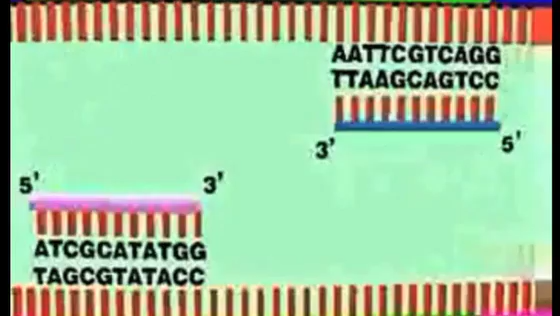 AATTCGTCAGG
TTAAGCAGTCC
3' 5'
5' 3'
ATCGCATATGG
TAGCGTATACC